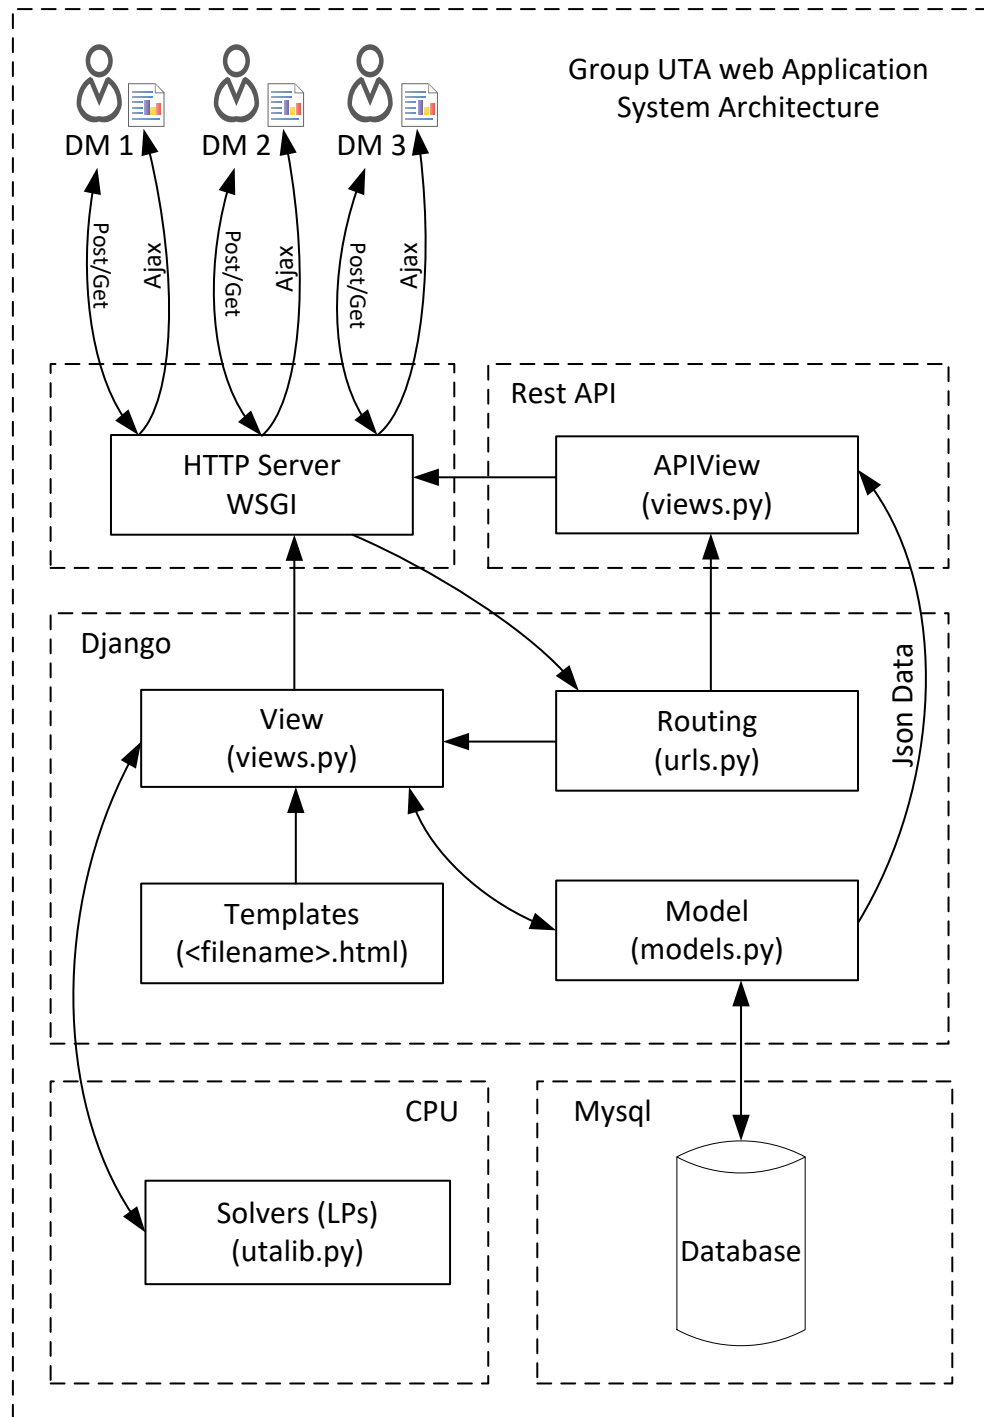 Group UTA web Application
System Architecture
DM 1
DM 2
DM 3
Post/Get
Ajax
Post/Get
Ajax
Post/Get
Ajax
Rest API
HTTP Server
WSGI
APIView
(views.py)
Django
View
(views.py)
Routing
(urls.py)
Json Data
Templates
(<filename>.html)
Model
(models.py)
CPU
Mysql
Solvers (LPs)
(utalib.py)
Database